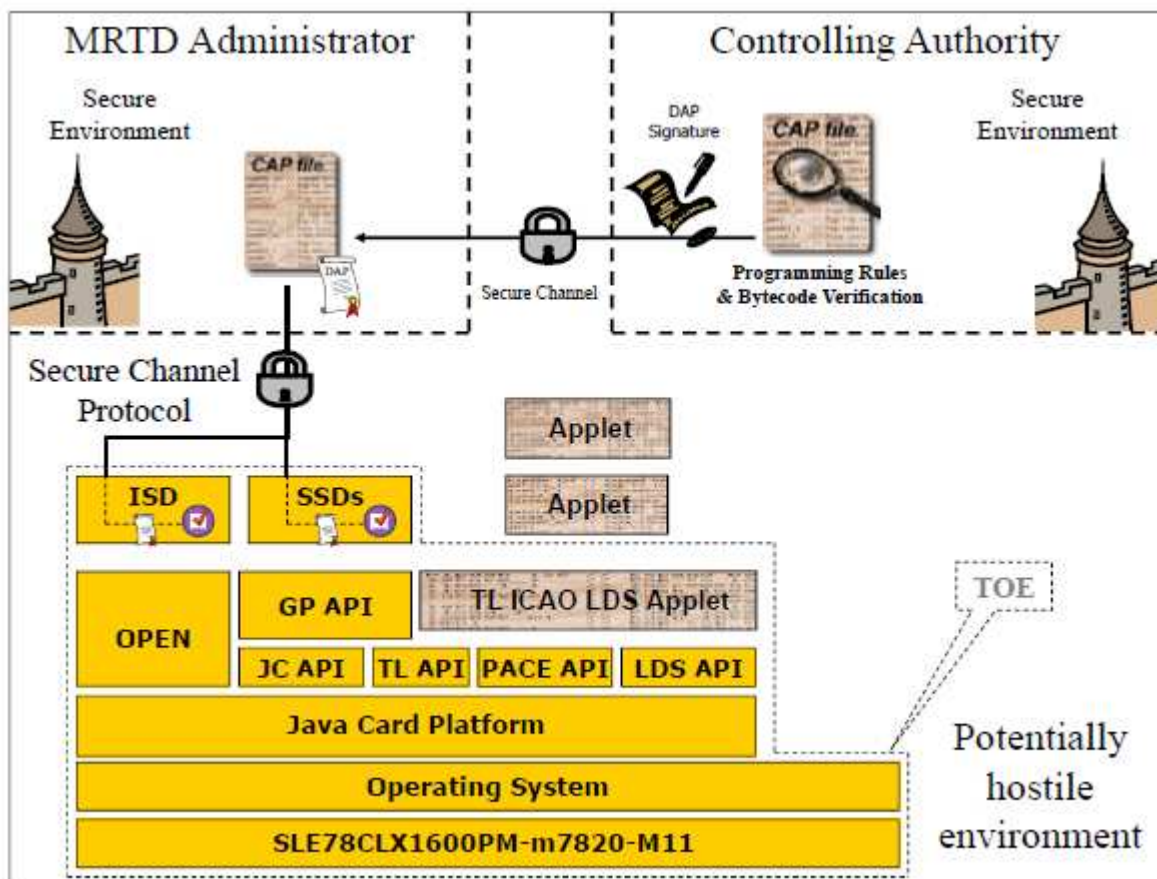 MRTD Administrator
Controlling Authority
Secure
Environment
CAP file
DAP
DAP
Signature
CAP file
Secure
Environment
Secure Channel
Programming Rules
& Bytecode Verification
Secure Channel
Protocol
Applet
Applet
ISD
SSDs
TL ICAO LDS Applet
TOE
OPEN
GP API
JC API
TL API
PACE API
LDS API
Java Card Platform
Operating System
SLE78CLX1600PM-m7820-M11
Potentially
hostile
environment